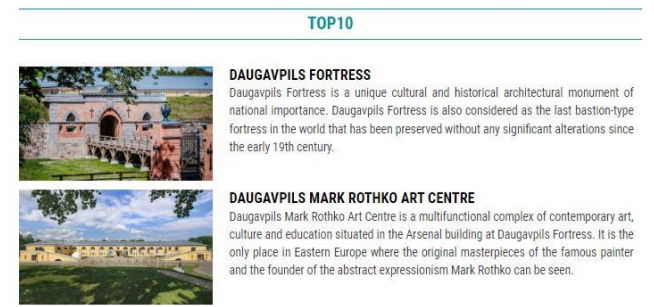 TOP10
DAUGAVPILS FORTRESS
Daugavpils Fortress is a unique cultural and historical architectural monument of
national importance. Daugavpils Fortress is also considered as the last bastion-type
fortress in the world that has been preserved without any significant alterations since
the early 19th century.
DAUGAVPILS MARK ROTHKO ART CENTRE
Daugavpils Mark Rothko Art Centre is a multifunctional complex of contemporary art,
culture and education situated in the Arsenal building at Daugavpils Fortress. It is the
only place in Eastern Europe where the original masterpieces of the famous painter
and the founder of the abstract expressionism Mark Rothko can be seen.